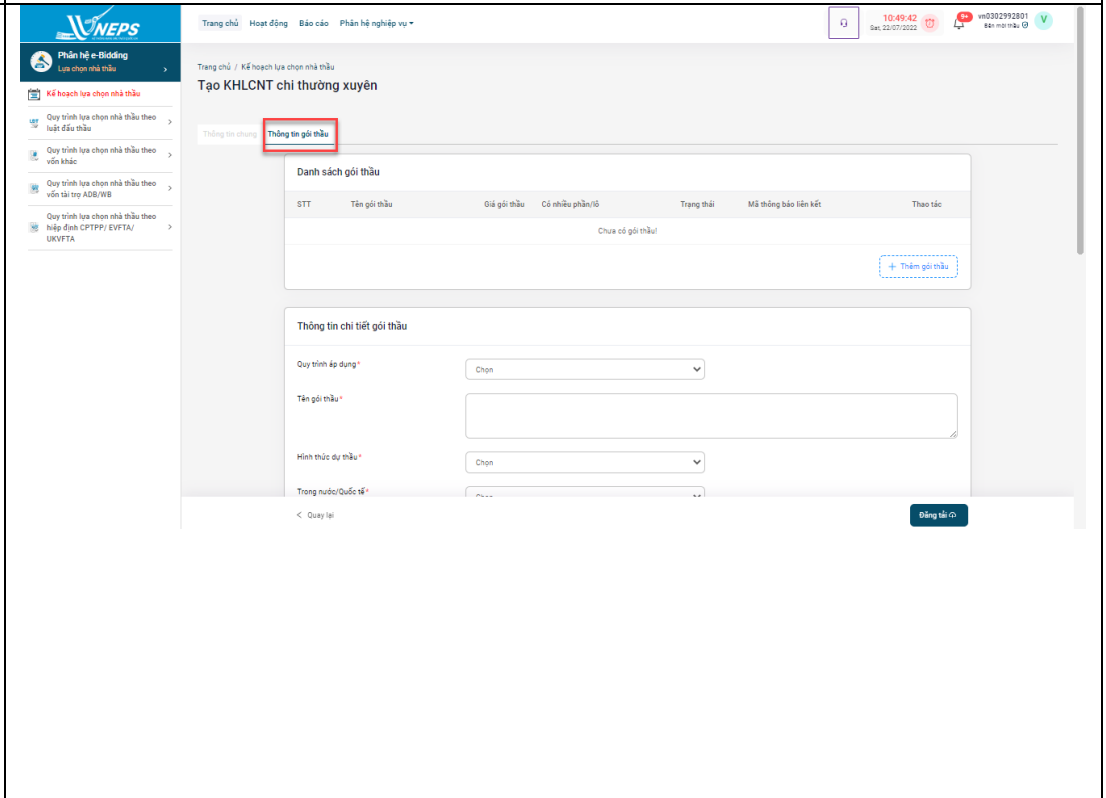 VNEPS
Trang chủ Hoạt động Báo cáo Phân hệ nghiệp vụ
10:49:42
Sat, 22/07/2022
9+
vn0302992801
Bên mời thầu
V
Phân hệ e-Bidding
Lựa chọn nhà thầu
Kế hoạch lựa chọn nhà thầu
Quy trình lựa chọn nhà thầu theo
luật đấu thầu
Quy trình lựa chọn nhà thầu theo
vốn khác
Quy trình lựa chọn nhà thầu theo
vốn tài trợ ADB/WB
Quy trình lựa chọn nhà thầu theo
hiệp định CPTPP/ EVFTA/
UKVFTA
Trang chủ / Kế hoạch lựa chọn nhà thầu
Tạo KHLCNT chi thường xuyên
Thông tin chung Thông tin gói thầu
Danh sách gói thầu
STT Tên gói thầu Giá gói thầu Có nhiều phần/lô Trạng thái Mã thông báo liên kết Thao tác
Chưa có gói thầu!
+ Thêm gói thầu
Thông tin chi tiết gói thầu
Quy trình áp dụng* Chọn
Tên gói thầu*
Hình thức dự thầu* Chọn
Trong nước/Quốc tế* Chọn
< Quay lại Đăng tải